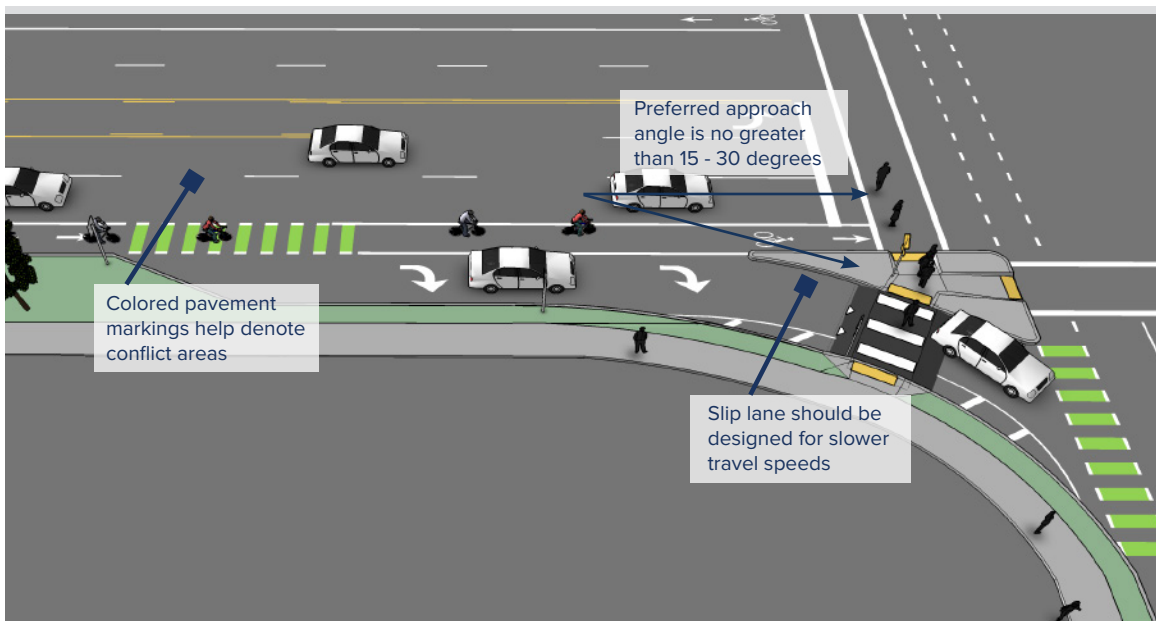 Preferred approach
angle is no greater
than 15 - 30 degrees
Colored pavement
markings help denote
conflict areas
Slip lane should be
designed for slower
travel speeds